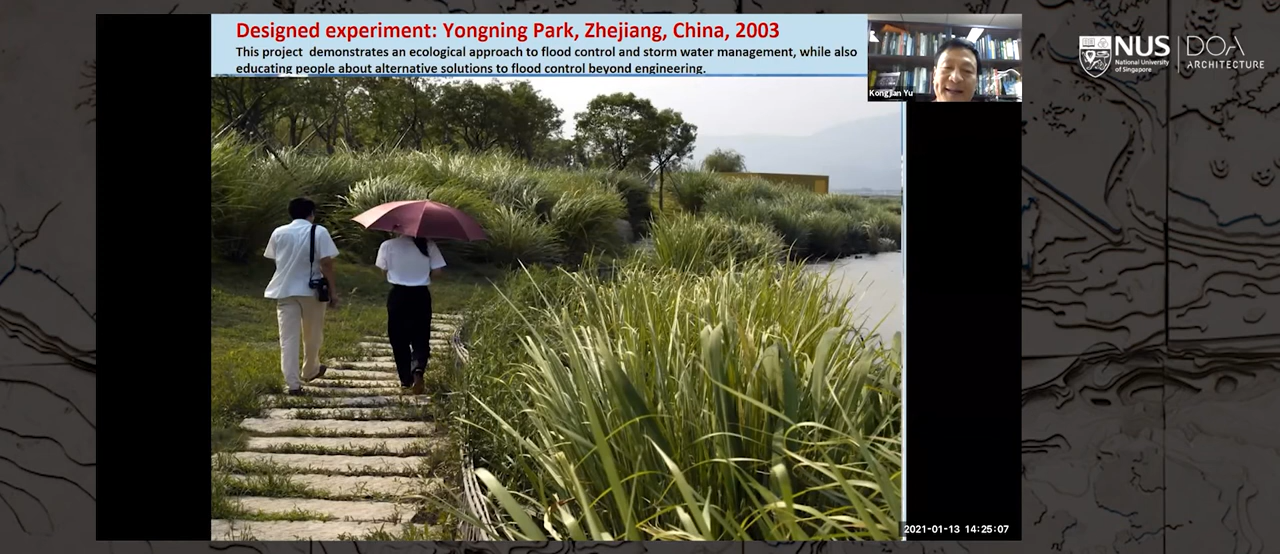 Designed experiment: Yongning Park, Zhejiang, China, 2003
This project demonstrates an ecological approach to flood control and storm water management, while also
educating people about alternative solutions to flood control beyond engineering.
Kongjian Yu
NUS
National University
of Singapore
DOA
ARCHITECTURE
2021-01-13 14:25:07